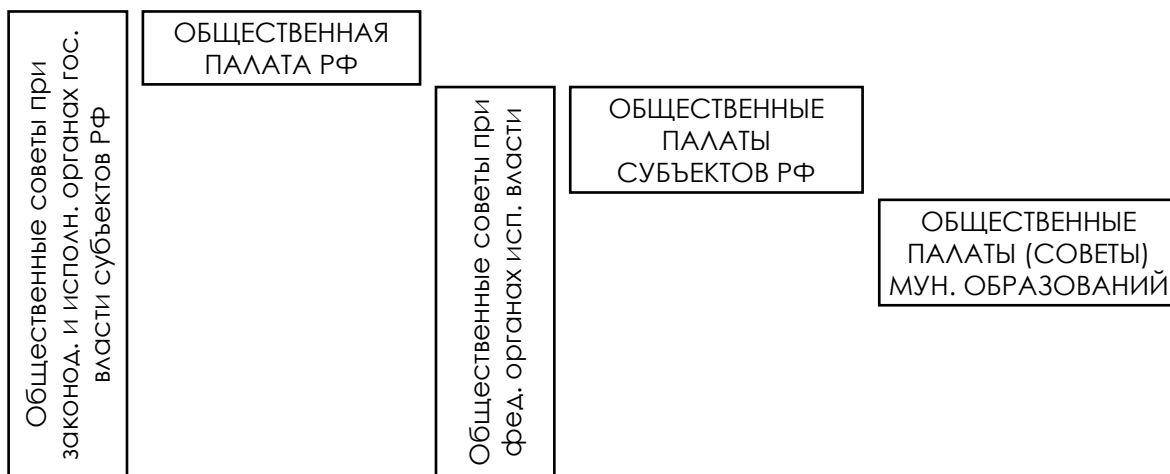 Общественные советы при
законод. и исполн. органах гос.
власти субъектов РФ
ОБЩЕСТВЕННАЯ
ПАЛАТА РФ
Общественные советы при
фед. органах исп. власти
ОБЩЕСТВЕННЫЕ
ПАЛАТЫ
СУБЪЕКТОВ РФ
ОБЩЕСТВЕННЫЕ
ПАЛАТЫ (СОВЕТЫ)
МУН. ОБРАЗОВАНИЙ